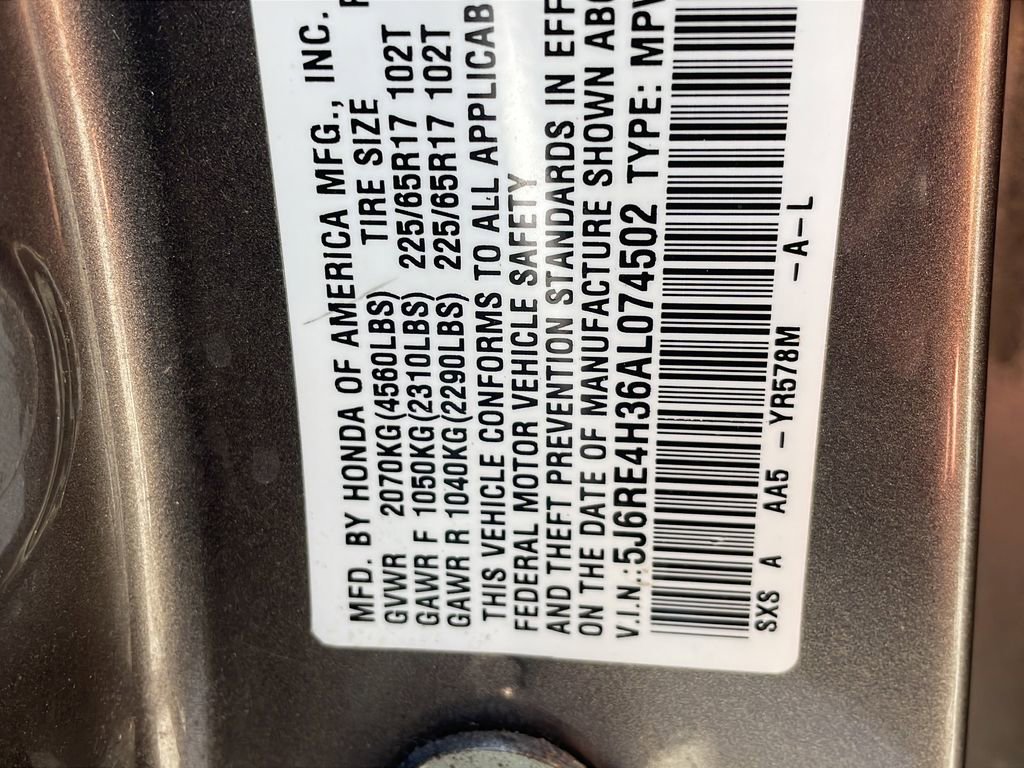 MFD. BY HONDA OF AMERICA MFG., INC.
GVWR 2070KG(4560LBS) TIRE SIZE
GAWR F 1050KG(2310LBS) 225/65R17 102T
GAWR R 1040KG(2290LBS) 225/65R17 102T
THIS VEHICLE CONFORMS TO ALL APPLICAB
FEDERAL MOTOR VEHICLE SAFETY
AND THEFT PREVENTION STANDARDS IN EFF
ON THE DATE OF MANUFACTURE SHOWN ABO
V.I.N.:5J6RE4H36AL074502 TYPE: MPV
SXS A AA5 -YR578M -A-L